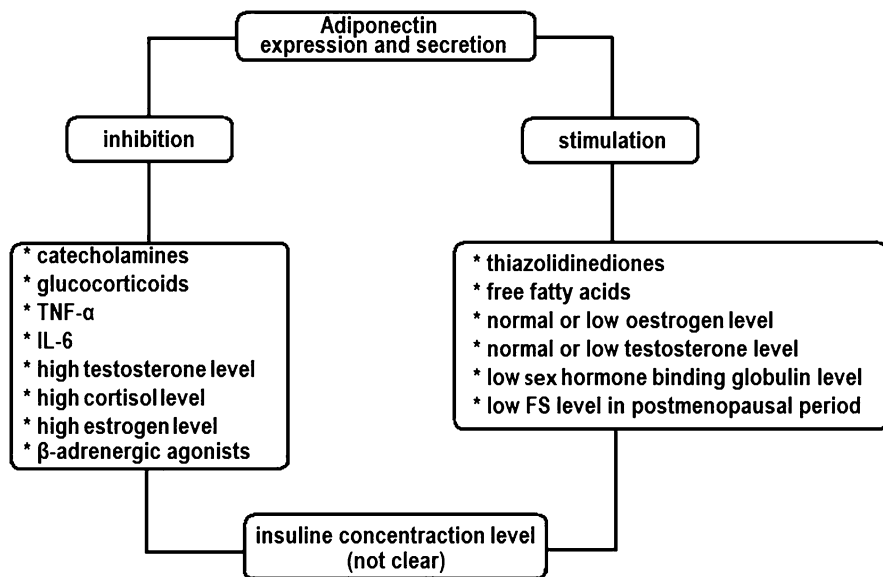 Adiponectin
expression and secretion
inhibition
stimulation
* catecholamines
* glucocorticoids
* TNF-α
* IL-6
* high testosterone level
* high cortisol level
* high estrogen level
* β-adrenergic agonists
* thiazolidinediones
* free fatty acids
* normal or low oestrogen level
* normal or low testosterone level
* low sex hormone binding globulin level
* low FS level in postmenopausal period
insuline concentration level
(not clear)